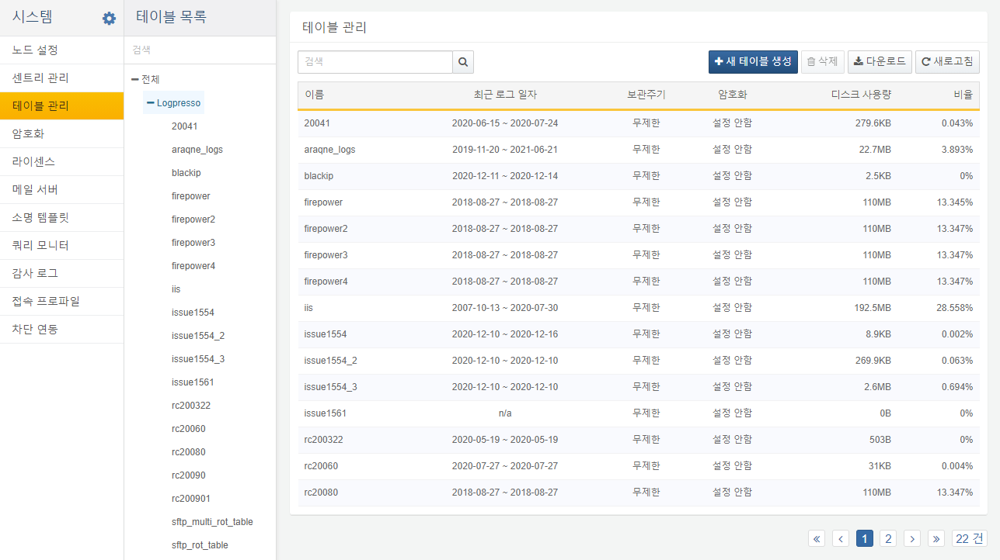 시스템
노드 설정
센트리 관리
테이블 관리
암호화
라이센스
메일 서버
소명 템플릿
쿼리 모니터
감사 로그
접속 프로파일
차단 연동
테이블 목록
검색
전체
Logpresso
20041
araqne_logs
blackip
firepower
firepower2
firepower3
firepower4
iis
issue1554
issue1554_2
issue1554_3
issue1561
rc200322
rc20060
rc20080
rc20090
rc200901
sftp_multi_rot_table
sftp_rot_table
테이블 관리
검색 새 테이블 생성 삭제 다운로드 새로고침
이름 최근 로그 일자 보관주기 암호화 디스크 사용량 비율
20041 2020-06-15 ~ 2020-07-24 무제한 설정 안함 279.6KB 0.043%
araqne_logs 2019-11-20 ~ 2021-06-21 무제한 설정 안함 22.7MB 3.893%
blackip 2020-12-11 ~ 2020-12-14 무제한 설정 안함 2.5KB 0%
firepower 2018-08-27 ~ 2018-08-27 무제한 설정 안함 110MB 13.345%
firepower2 2018-08-27 ~ 2018-08-27 무제한 설정 안함 110MB 13.347%
firepower3 2018-08-27 ~ 2018-08-27 무제한 설정 안함 110MB 13.347%
firepower4 2018-08-27 ~ 2018-08-27 무제한 설정 안함 110MB 13.347%
iis 2007-10-13 ~ 2020-07-30 무제한 설정 안함 192.5MB 28.558%
issue1554 2020-12-10 ~ 2020-12-16 무제한 설정 안함 8.9KB 0.002%
issue1554_2 2020-12-10 ~ 2020-12-10 무제한 설정 안함 269.9KB 0.063%
issue1554_3 2020-12-10 ~ 2020-12-10 무제한 설정 안함 2.6MB 0.694%
issue1561 n/a 무제한 설정 안함 0B 0%
rc200322 2020-05-19 ~ 2020-05-19 무제한 설정 안함 503B 0%
rc20060 2020-07-27 ~ 2020-07-27 무제한 설정 안함 31KB 0.004%
rc20080 2018-08-27 ~ 2018-08-27 무제한 설정 안함 110MB 13.347%
« < 1 2 > » 22 건